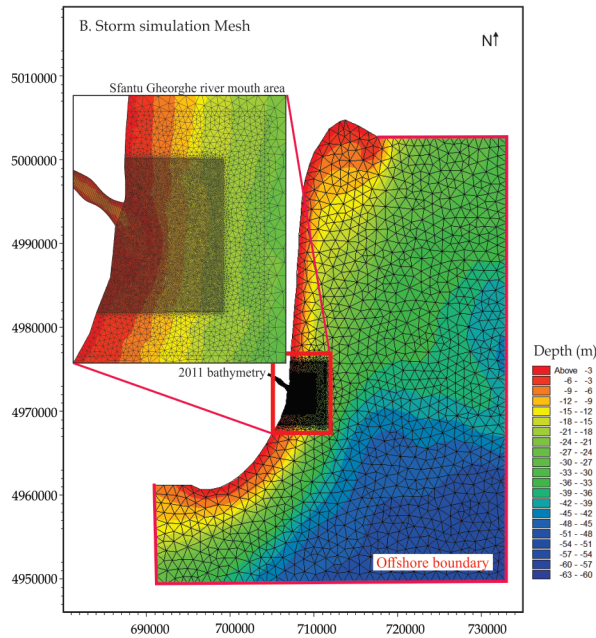 B. Storm simulation Mesh
N↑
Sfantu Gheorghe river mouth area
5010000
5000000
4990000
4980000
4970000
4960000
4950000
2011 bathymetry
Offshore boundary
690000
700000
710000
720000
730000
Depth (m)
Above -3
-6 - -3
-9 - -6
-12 - -9
-15 - -12
-18 - -15
-21 - -18
-24 - -21
-27 - -24
-30 - -27
-33 - -30
-36 - -33
-39 - -36
-42 - -39
-45 - -42
-48 - -45
-51 - -48
-54 - -51
-57 - -54
-60 - -57
-63 - -60